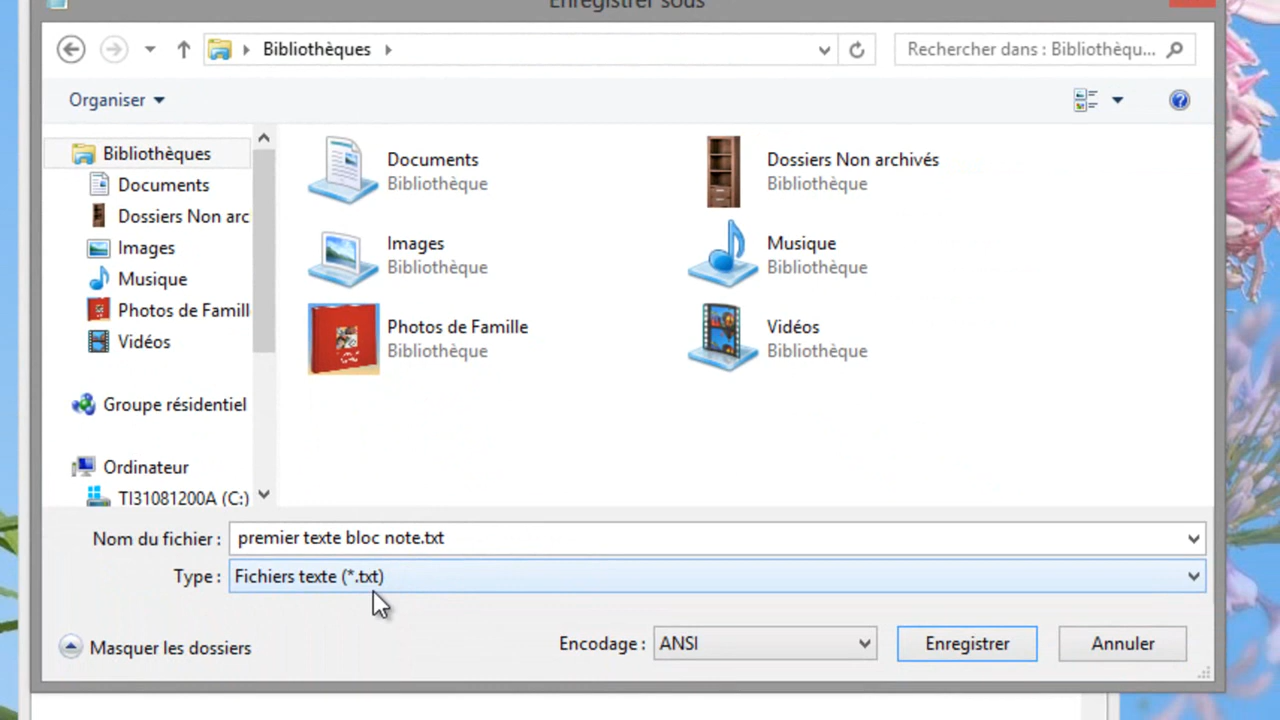 Enregistrer sous
Bibliothèques
Rechercher dans : Bibliothèqu...
Organiser
Bibliothèques
Documents
Dossiers Non arc
Images
Musique
Photos de Famill
Vidéos
Groupe résidentiel
Ordinateur
TI31081200A (C:)
Documents
Bibliothèque
Dossiers Non archivés
Bibliothèque
Images
Bibliothèque
Musique
Bibliothèque
Photos de Famille
Bibliothèque
Vidéos
Bibliothèque
Nom du fichier : premier texte bloc note.txt
Type : Fichiers texte (*.txt)
Masquer les dossiers
Encodage : ANSI
Enregistrer
Annuler